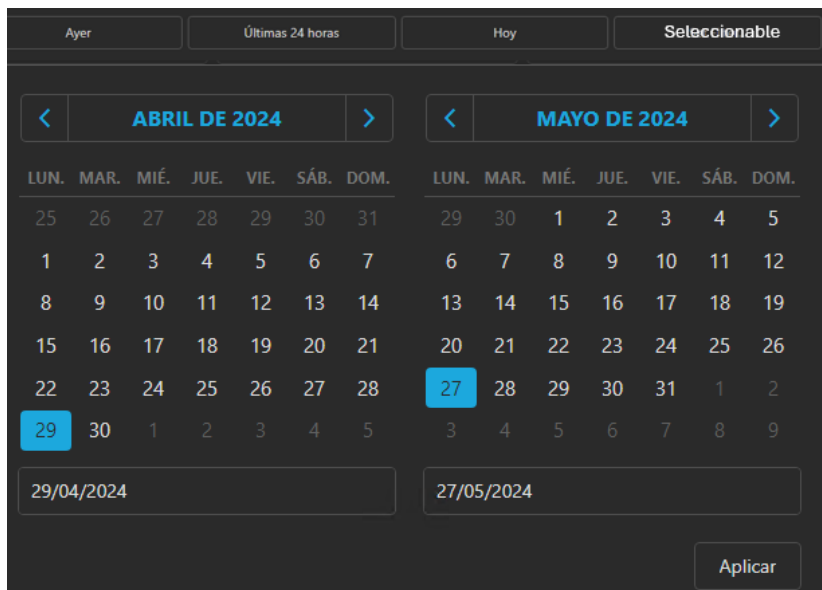 Ayer Últimas 24 horas Hoy Seleccionable
ABRIL DE 2024 MAYO DE 2024
LUN. MAR. MIÉ. JUE. VIE. SÁB. DOM. LUN. MAR. MIÉ. JUE. VIE. SÁB. DOM.
25 26 27 28 29 30 31 29 30 1 2 3 4 5
1 2 3 4 5 6 7 6 7 8 9 10 11 12
8 9 10 11 12 13 14 13 14 15 16 17 18 19
15 16 17 18 19 20 21 20 21 22 23 24 25 26
22 23 24 25 26 27 28 27 28 29 30 31 1 2
29 30 1 2 3 4 5 3 4 5 6 7 8 9
29/04/2024 27/05/2024
Aplicar